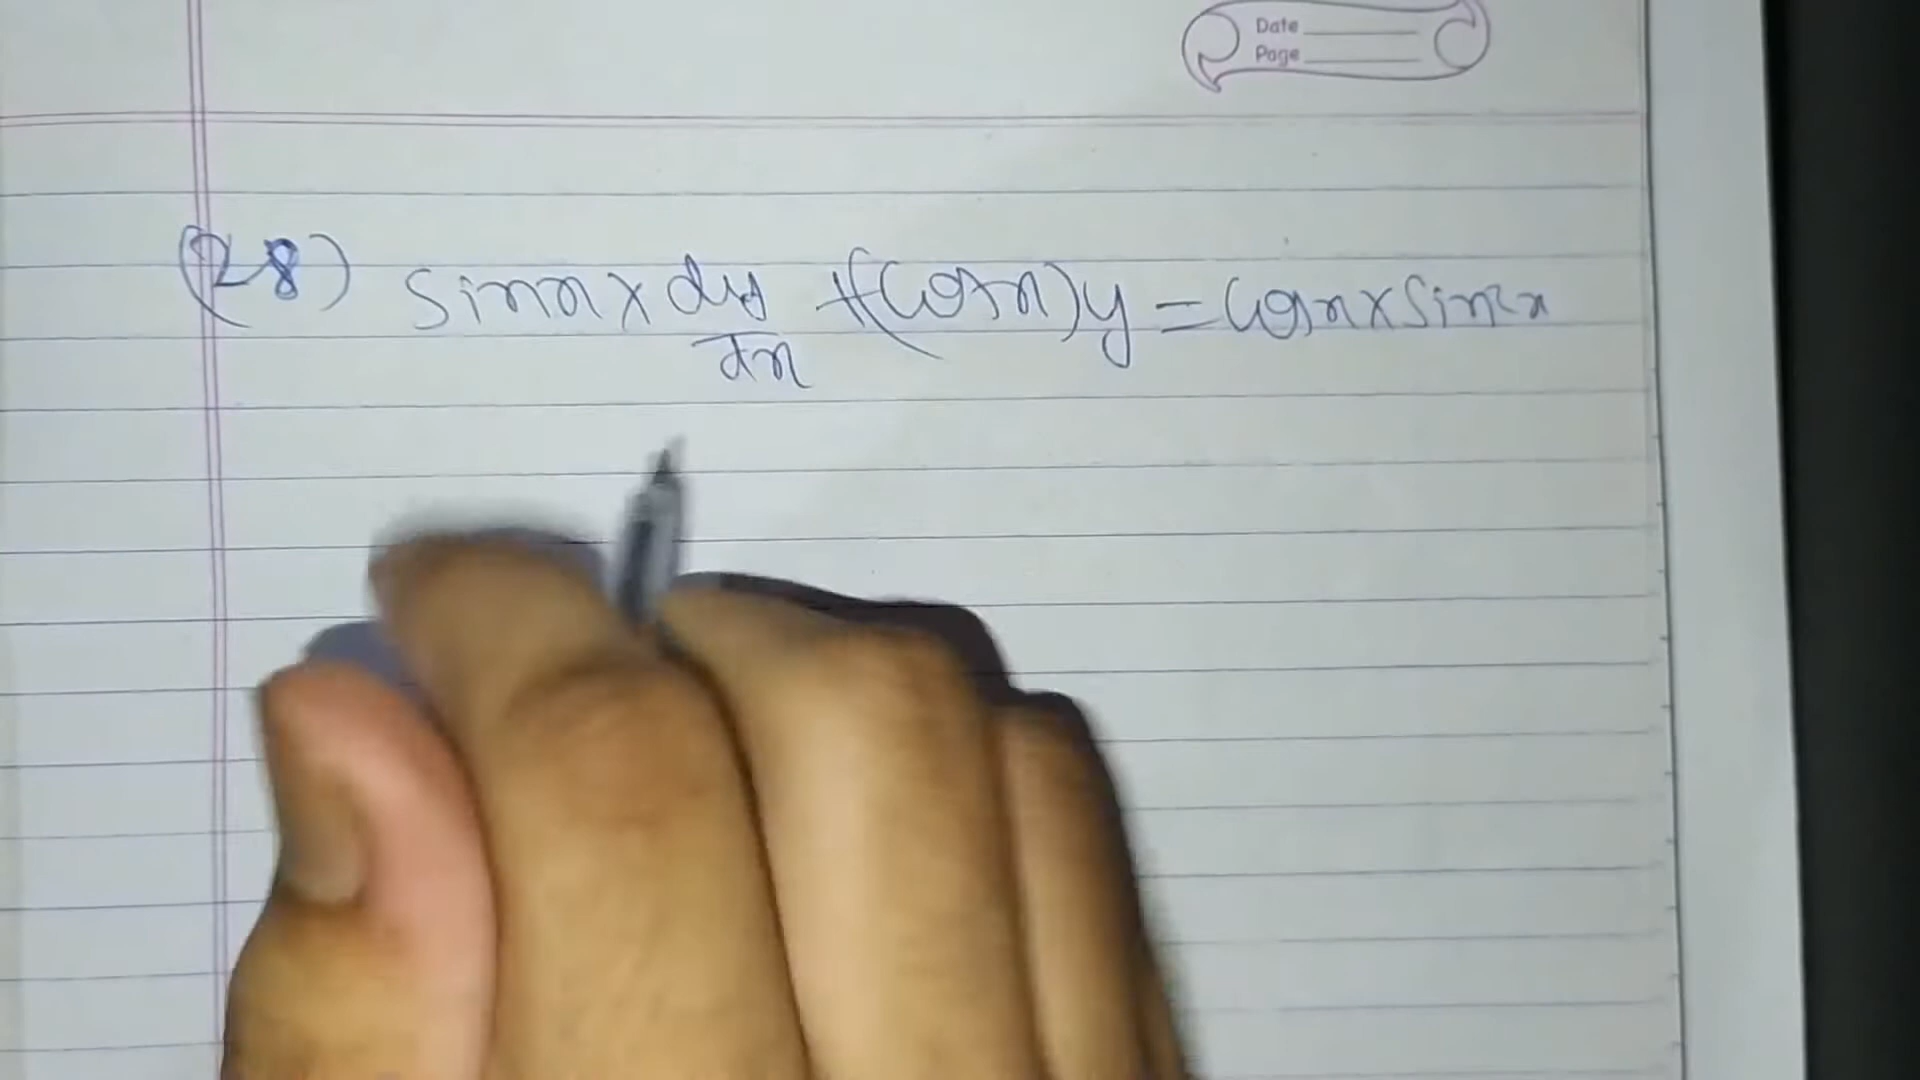 Date
Page
(28) sinx x dy/dx + (cosx)y = cosx x sin²x